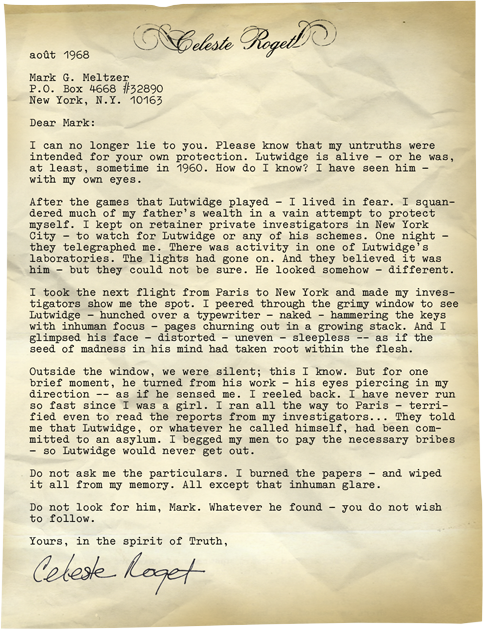 Celeste Roget
août 1968
Mark G. Meltzer
P.O. Box 4668 #32890
New York, N.Y. 10163
Dear Mark:
I can no longer lie to you. Please know that my untruths were
intended for your own protection. Lutwidge is alive – or he was,
at least, sometime in 1960. How do I know? I have seen him –
with my own eyes.
After the games that Lutwidge played – I lived in fear. I squan-
dered much of my father's wealth in a vain attempt to protect
myself. I kept on retainer private investigators in New York
City – to watch for Lutwidge or any of his schemes. One night –
they telegraphed me. There was activity in one of Lutwidge's
laboratories. The lights had gone on. And they believed it was
him – but they could not be sure. He looked somehow – different.
I took the next flight from Paris to New York and made my inves-
tigators show me the spot. I peered through the grimy window to see
Lutwidge – hunched over a typewriter – naked – hammering the keys
with inhuman focus – pages churning out in a growing stack. And I
glimpsed his face – distorted – uneven – sleepless -- as if the
seed of madness in his mind had taken root within the flesh.
Outside the window, we were silent; this I know. But for one
brief moment, he turned from his work – his eyes piercing in my
direction -- as if he sensed me. I reeled back. I have never run
so fast since I was a girl. I ran all the way to Paris – terri-
fied even to read the reports from my investigators... They told
me that Lutwidge, or whatever he called himself, had been com-
mitted to an asylum. I begged my men to pay the necessary bribes
– so Lutwidge would never get out.
Do not ask me the particulars. I burned the papers – and wiped
it all from my memory. All except that inhuman glare.
Do not look for him, Mark. Whatever he found – you do not wish
to follow.
Yours, in the spirit of Truth,
Celeste Roget